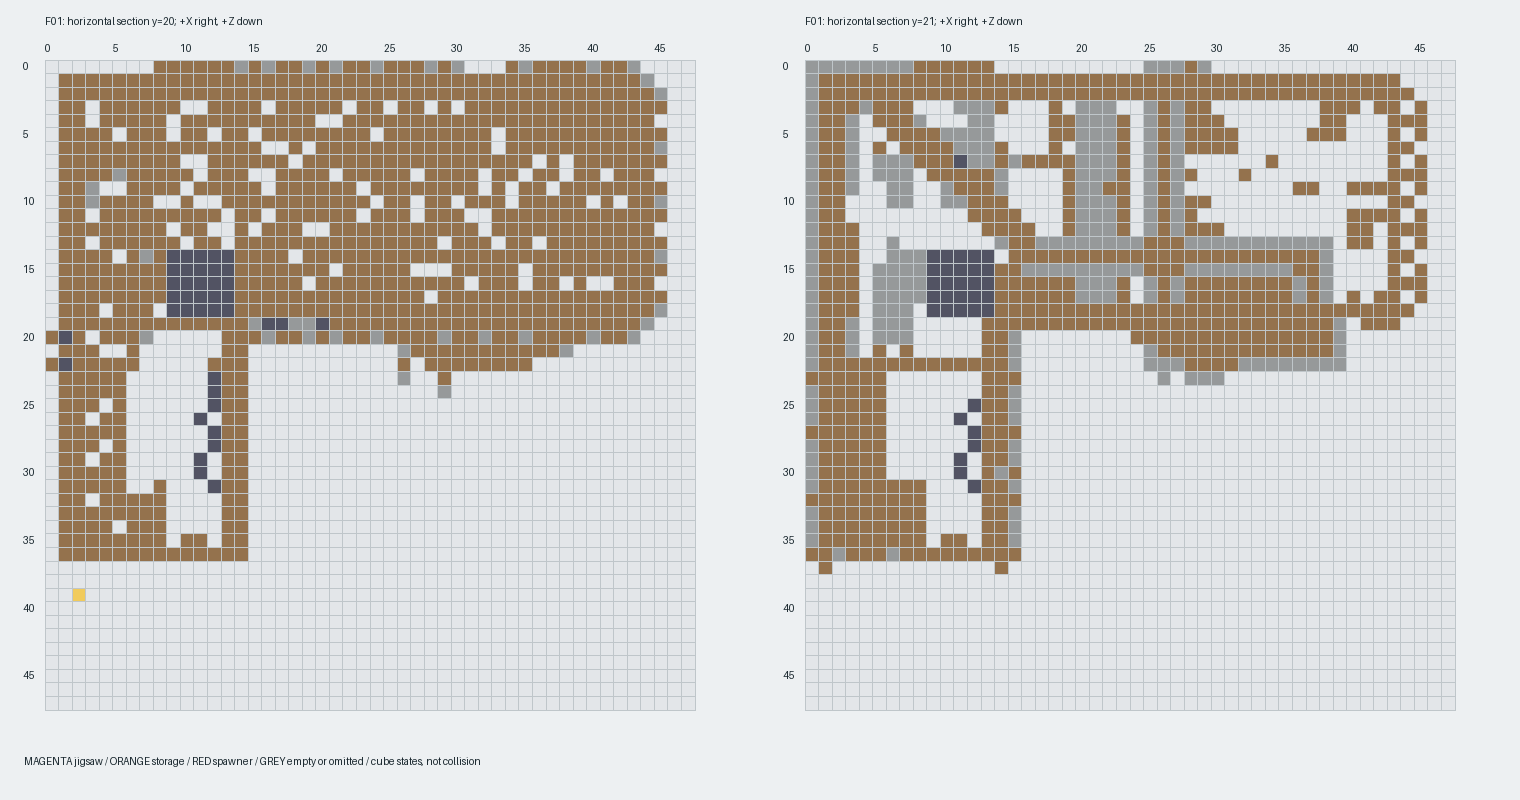 F01: horizontal section y=20; +X right, +Z down
F01: horizontal section y=21; +X right, +Z down
0 5 10 15 20 25 30 35 40 45
0 5 10 15 20 25 30 35 40 45
0 0
5 5
10 10
15 15
20 20
25 25
30 30
35 35
40 40
45 45
MAGENTA jigsaw / ORANGE storage / RED spawner / GREY empty or omitted / cube states, not collision